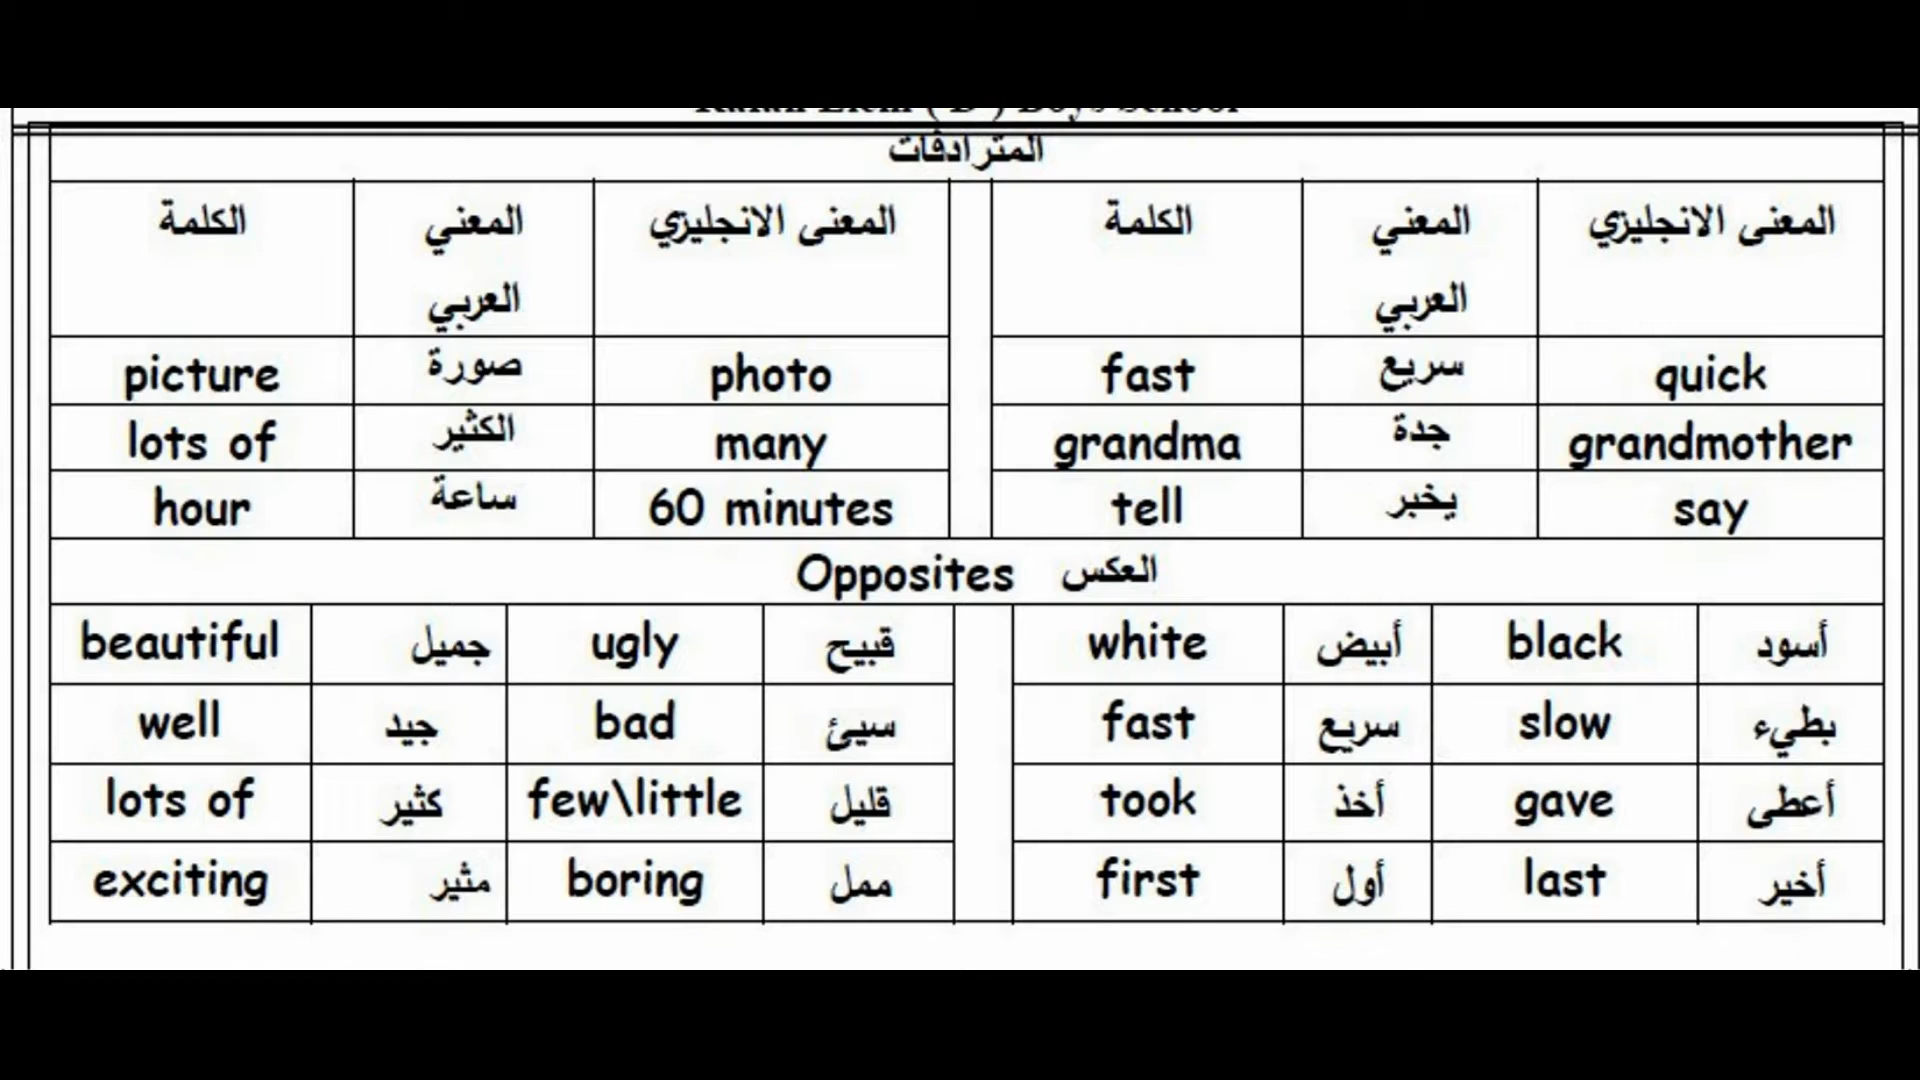 المترادفات
الكلمة المعني العربي المعنى الانجليزي الكلمة المعني العربي المعنى الانجليزي
picture صورة photo fast سريع quick
lots of الكثير many grandma جدة grandmother
hour ساعة 60 minutes tell يخبر say
Opposites العكس
beautiful جميل ugly قبيح white أبيض black أسود
well جيد bad سيئ fast سريع slow بطيء
lots of كثير few\little قليل took أخذ gave أعطى
exciting مثير boring ممل first أول last أخير